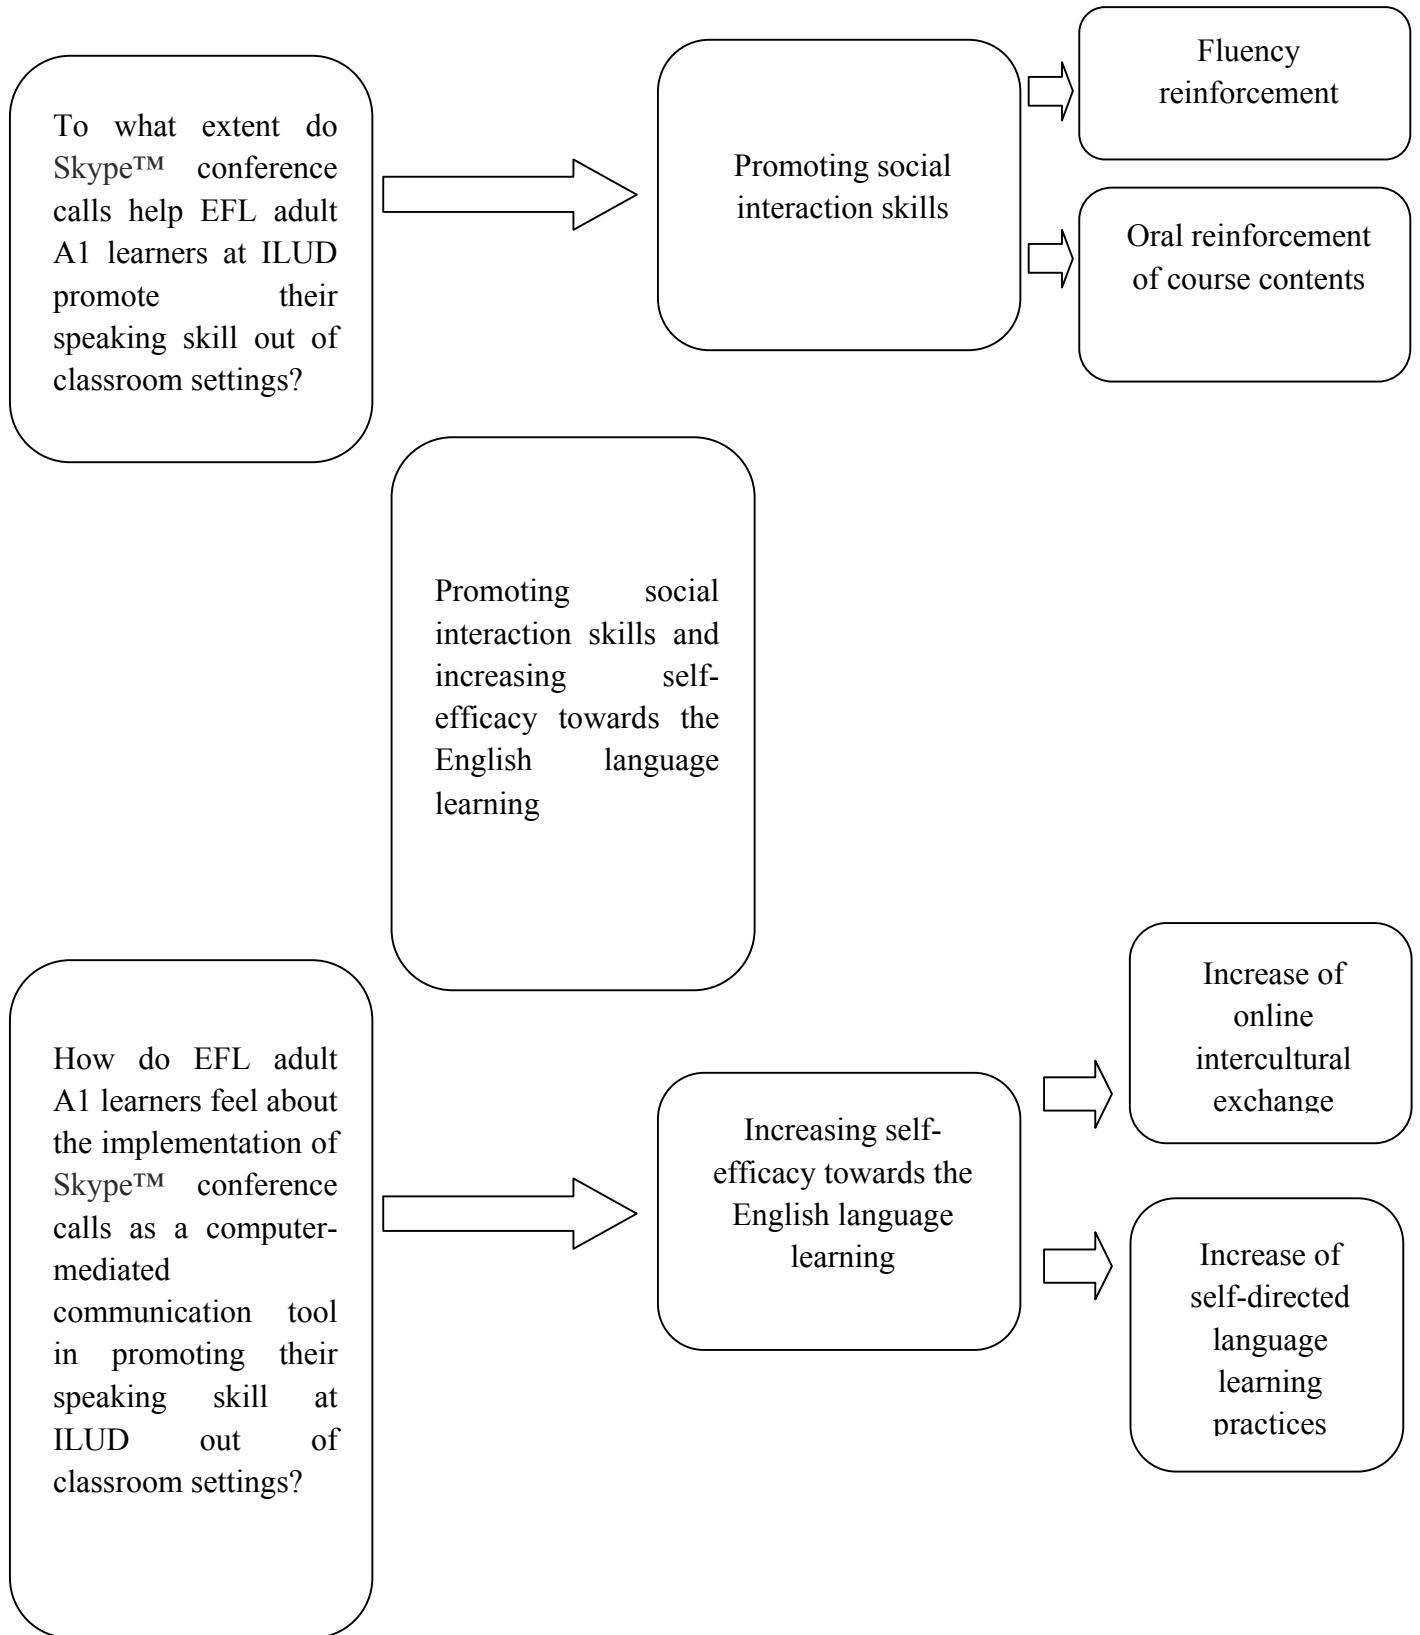 To what extent do
Skype™ conference
calls help EFL adult
A1 learners at ILUD
promote their
speaking skill out of
classroom settings?
Promoting social
interaction skills
Fluency
reinforcement
Oral reinforcement
of course contents
Promoting social
interaction skills and
increasing self-
efficacy towards the
English language
learning
How do EFL adult
A1 learners feel about
the implementation of
Skype™ conference
calls as a computer-
mediated
communication tool
in promoting their
speaking skill at
ILUD out of
classroom settings?
Increasing self-
efficacy towards the
English language
learning
Increase of
online
intercultural
exchange
Increase of
self-directed
language
learning
practices